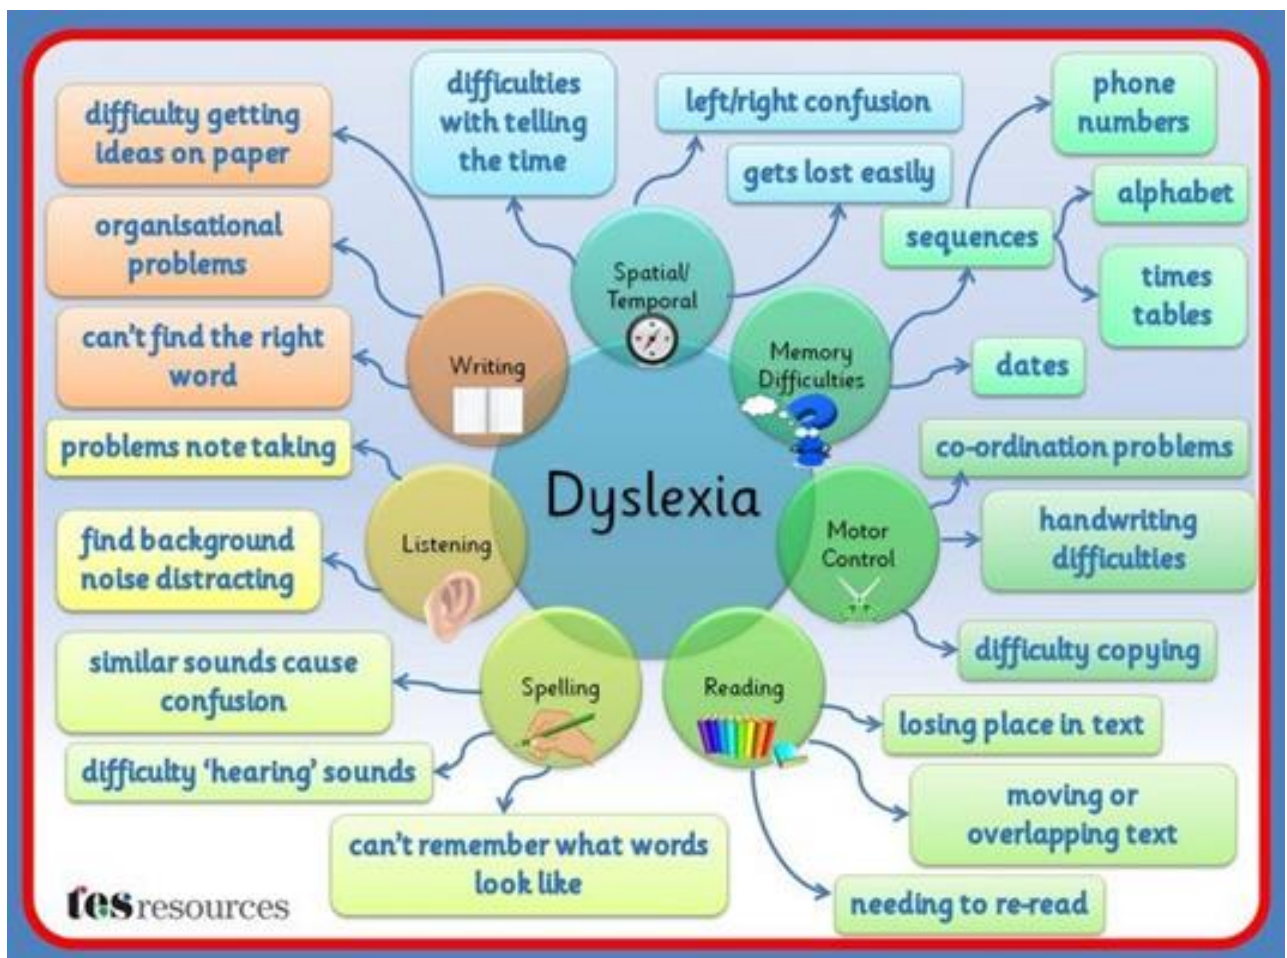 Dyslexia
Spatial/
Temporal
difficulties
with telling
the time
left/right confusion
gets lost easily
Memory
Difficulties
sequences
phone
numbers
alphabet
times
tables
dates
Motor
Control
co-ordination problems
handwriting
difficulties
difficulty copying
Reading
losing place in text
moving or
overlapping text
needing to re-read
Spelling
similar sounds cause
confusion
difficulty 'hearing' sounds
can't remember what words
look like
Listening
problems note taking
find background
noise distracting
Writing
difficulty getting
ideas on paper
organisational
problems
can't find the right
word
tes resources